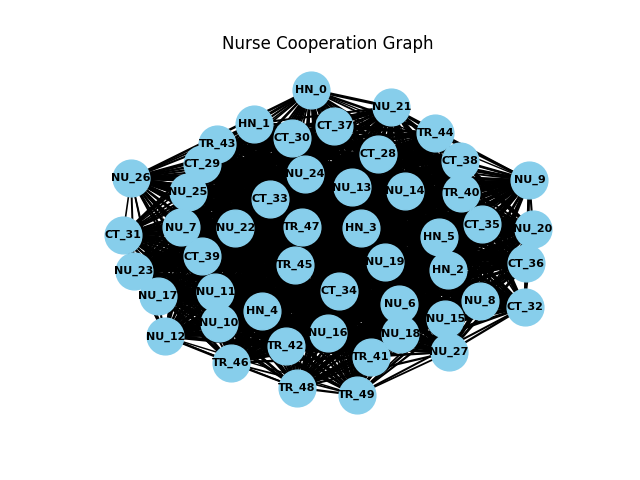 Nurse Cooperation Graph
HN_0
NU_21
HN_1
CT_37
TR_44
CT_30
TR_43
CT_28
CT_38
CT_29
NU_24
NU_26
NU_9
NU_13
NU_25
NU_14
TR_40
CT_33
CT_35
NU_7
NU_22
TR_47
HN_3
NU_20
CT_31
HN_5
CT_39
NU_19
CT_36
TR_45
NU_23
HN_2
NU_11
CT_34
NU_17
NU_8
NU_6
CT_32
HN_4
NU_15
NU_10
NU_16
NU_18
NU_12
TR_42
NU_27
TR_41
TR_46
TR_48
TR_49